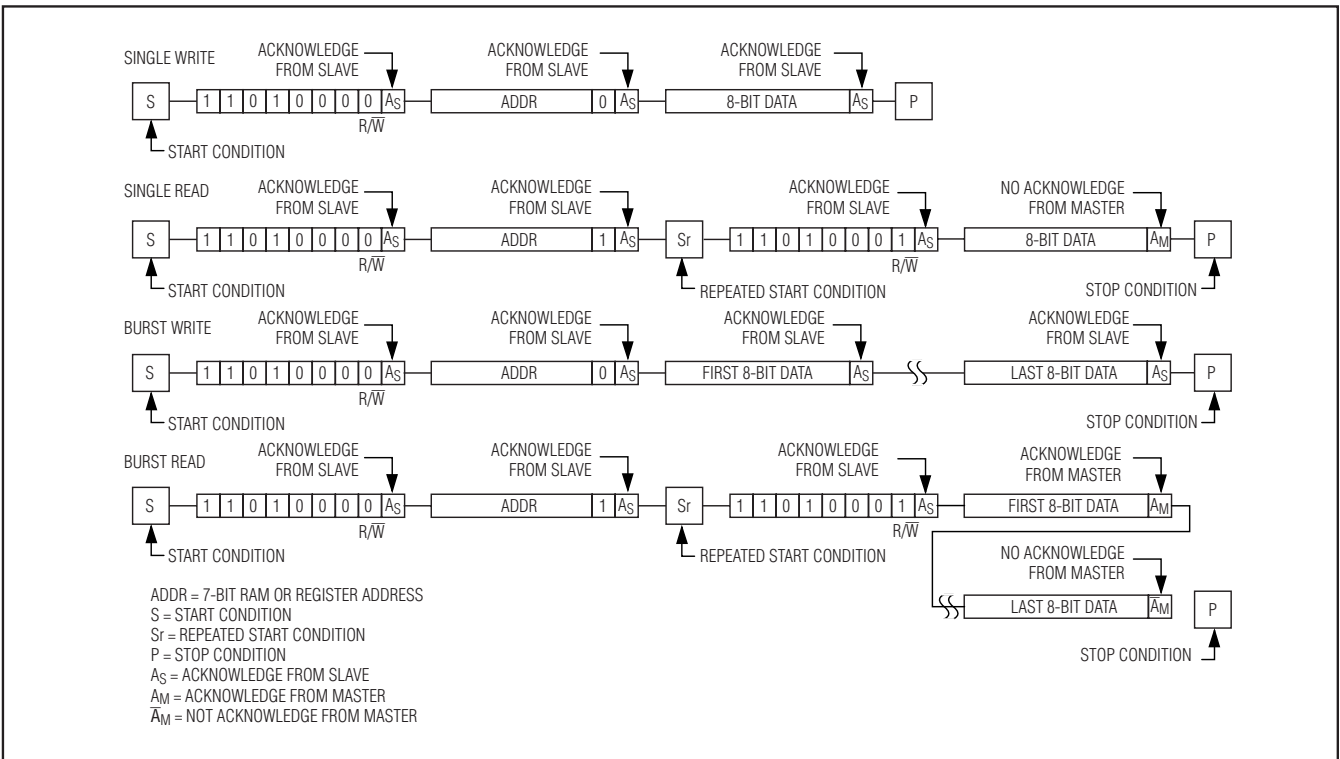 SINGLE WRITE
ACKNOWLEDGE FROM SLAVE
ACKNOWLEDGE FROM SLAVE
ACKNOWLEDGE FROM SLAVE
S 1 1 0 1 0 0 0 0 AS ADDR 0 AS 8-BIT DATA AS P
R/W̅
START CONDITION
SINGLE READ
ACKNOWLEDGE FROM SLAVE
ACKNOWLEDGE FROM SLAVE
ACKNOWLEDGE FROM SLAVE
NO ACKNOWLEDGE FROM MASTER
S 1 1 0 1 0 0 0 0 AS ADDR 1 AS Sr 1 1 0 1 0 0 0 1 AS 8-BIT DATA AM P
R/W̅ R/W̅
START CONDITION REPEATED START CONDITION STOP CONDITION
BURST WRITE
ACKNOWLEDGE FROM SLAVE
ACKNOWLEDGE FROM SLAVE
ACKNOWLEDGE FROM SLAVE
ACKNOWLEDGE FROM SLAVE
S 1 1 0 1 0 0 0 0 AS ADDR 0 AS FIRST 8-BIT DATA AS LAST 8-BIT DATA AS P
R/W̅
START CONDITION STOP CONDITION
BURST READ
ACKNOWLEDGE FROM SLAVE
ACKNOWLEDGE FROM SLAVE
ACKNOWLEDGE FROM SLAVE
ACKNOWLEDGE FROM MASTER
S 1 1 0 1 0 0 0 0 AS ADDR 1 AS Sr 1 1 0 1 0 0 0 1 AS FIRST 8-BIT DATA AM
R/W̅ R/W̅
START CONDITION REPEATED START CONDITION
NO ACKNOWLEDGE FROM MASTER
LAST 8-BIT DATA A̅M P
STOP CONDITION
ADDR = 7-BIT RAM OR REGISTER ADDRESS
S = START CONDITION
Sr = REPEATED START CONDITION
P = STOP CONDITION
AS = ACKNOWLEDGE FROM SLAVE
AM = ACKNOWLEDGE FROM MASTER
A̅M = NOT ACKNOWLEDGE FROM MASTER